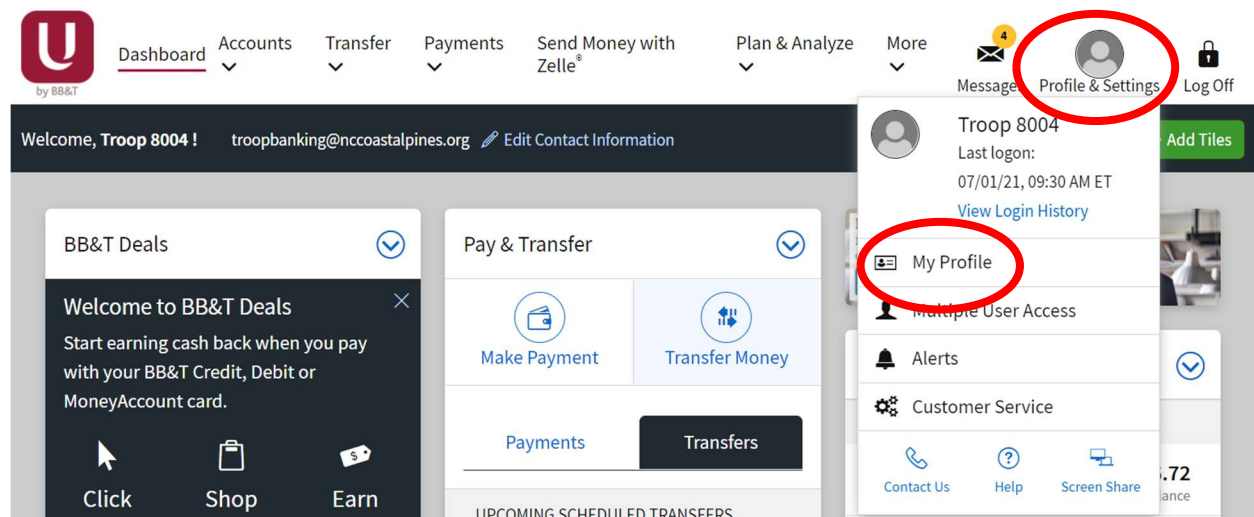 U
by BB&T
Dashboard
Accounts
Transfer
Payments
Send Money with
Zelle®
Plan & Analyze
More
4
Message
Profile & Settings
Log Off
Welcome, Troop 8004 !
troopbanking@nccoastalpines.org
Edit Contact Information
Add Tiles
Troop 8004
Last logon:
07/01/21, 09:30 AM ET
View Login History
My Profile
Multiple User Access
Alerts
Customer Service
Contact Us
Help
Screen Share
BB&T Deals
Welcome to BB&T Deals
Start earning cash back when you pay
with your BB&T Credit, Debit or
MoneyAccount card.
Click
Shop
Earn
Pay & Transfer
Make Payment
Transfer Money
Payments
Transfers
UPCOMING SCHEDULED TRANSFERS
.72